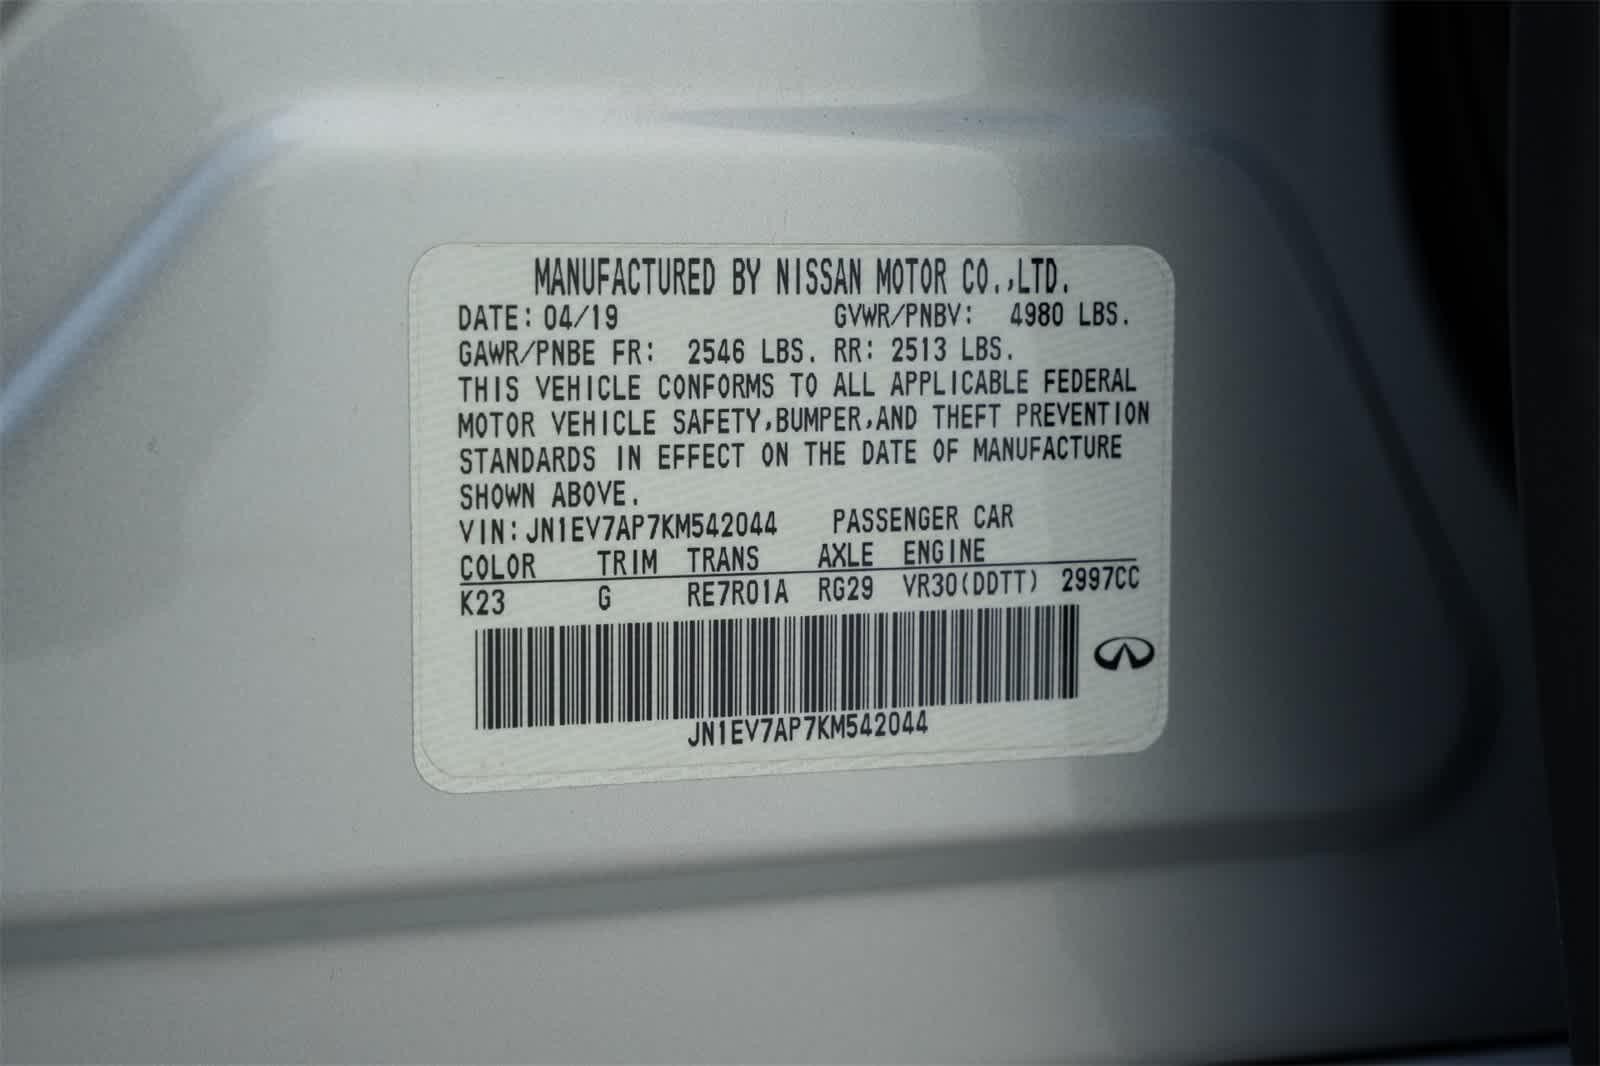 MANUFACTURED BY NISSAN MOTOR CO.,LTD.
DATE: 04/19 GVWR/PNBV: 4980 LBS.
GAWR/PNBE FR: 2546 LBS. RR: 2513 LBS.
THIS VEHICLE CONFORMS TO ALL APPLICABLE FEDERAL
MOTOR VEHICLE SAFETY,BUMPER,AND THEFT PREVENTION
STANDARDS IN EFFECT ON THE DATE OF MANUFACTURE
SHOWN ABOVE.
VIN:JN1EV7AP7KM542044 PASSENGER CAR
COLOR TRIM TRANS AXLE ENGINE
K23 G RE7R01A RG29 VR30(DDTT) 2997CC
JN1EV7AP7KM542044